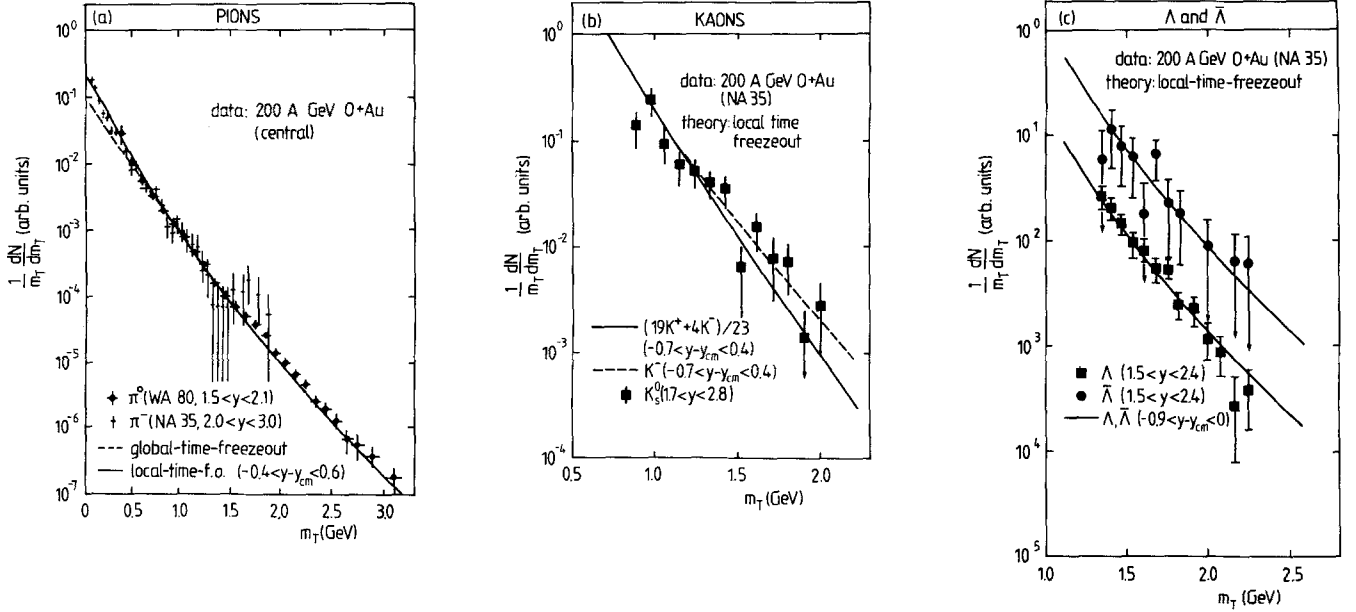 (a) PIONS
10⁰
10⁻¹
10⁻²
10⁻³
10⁻⁴
10⁻⁵
10⁻⁶
10⁻⁷
1/m_T dN/dm_T (arb. units)
data: 200 A GeV O+Au
(central)
π⁰(WA 80, 1.5<y<2.1)
π⁻(NA 35, 2.0<y<3.0)
global-time-freezeout
local-time-f.o. (-0.4<y-y_cm<0.6)
0 0.5 1.0 1.5 2.0 2.5 3.0
m_T(GeV)
(b) KAONS
10⁰
10⁻¹
10⁻²
10⁻³
10⁻⁴
1/m_T dN/dm_T (arb. units)
data: 200 A GeV O+Au
(NA 35)
theory: local time
freezeout
(19K⁺+4K⁻)/23
(-0.7<y-y_cm<0.4)
K⁻(-0.7<y-y_cm<0.4)
K⁰_s(1.7<y<2.8)
0.5 1.0 1.5 2.0
m_T(GeV)
(c) Λ and Λ̄
10⁰
10¹
10²
10³
10⁴
10⁵
1/m_T dN/dm_T (arb. units)
data: 200 A GeV O+Au (NA 35)
theory: local-time-freezeout
Λ (1.5<y<2.4)
Λ̄ (1.5<y<2.4)
Λ, Λ̄ (-0.9<y-y_cm<0)
1.0 1.5 2.0 2.5
m_T (GeV)